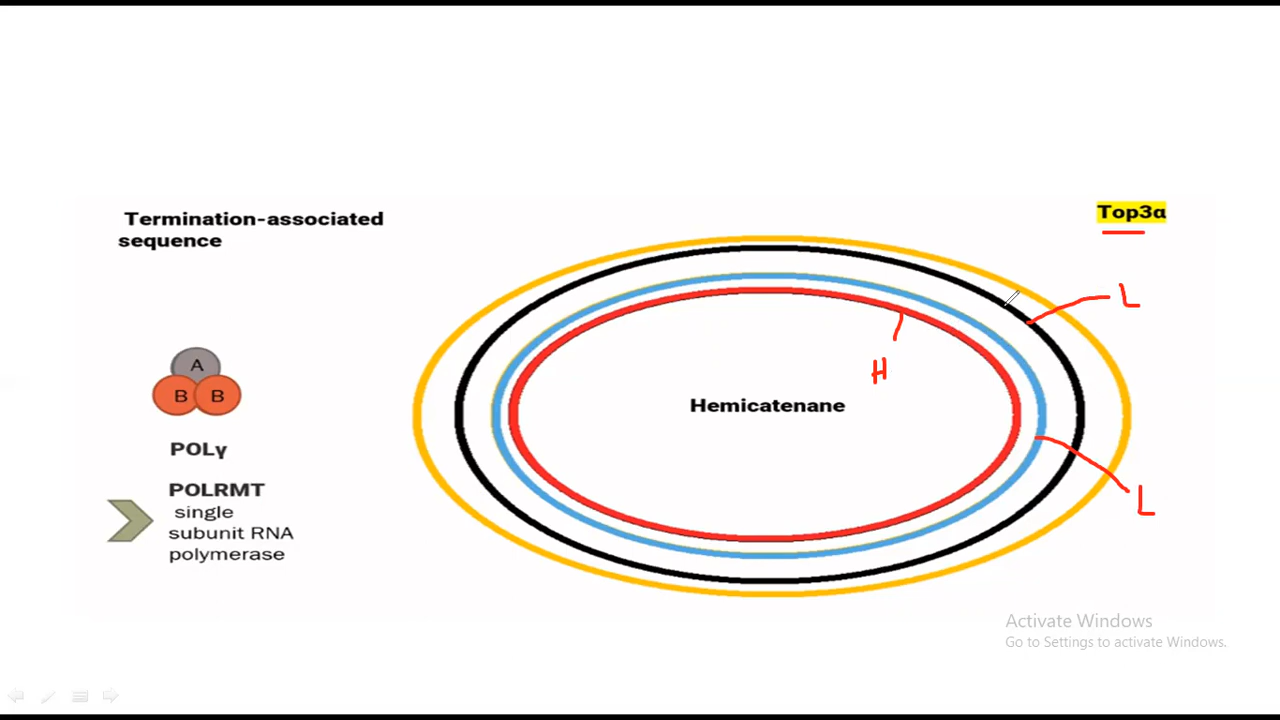 Termination-associated
sequence
Top3α
L
H
Hemicatenane
A
B B
POLγ
L
POLRMT
single
subunit RNA
polymerase
Activate Windows
Go to Settings to activate Windows.